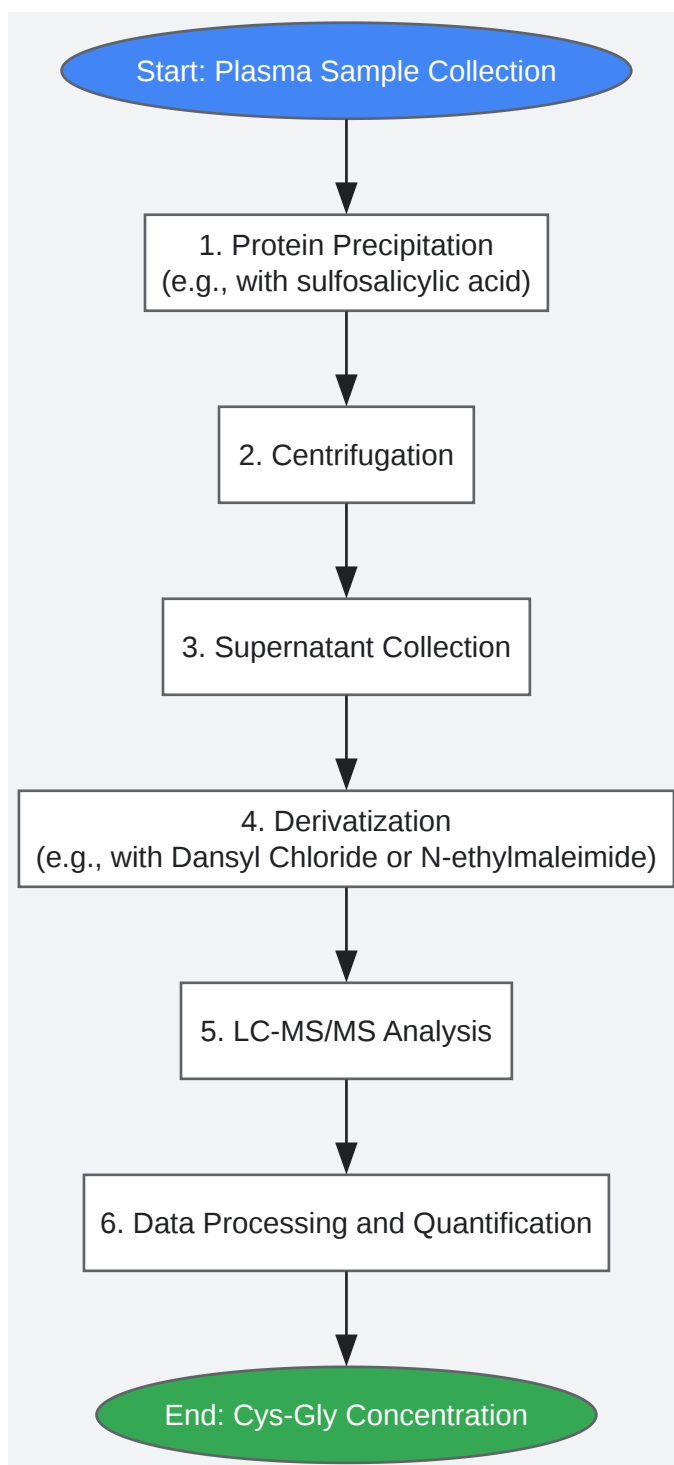 Start: Plasma Sample Collection
1. Protein Precipitation
(e.g., with sulfosalicylic acid)
2. Centrifugation
3. Supernatant Collection
4. Derivatization
(e.g., with Dansyl Chloride or N-ethylmaleimide)
5. LC-MS/MS Analysis
6. Data Processing and Quantification
End: Cys-Gly Concentration